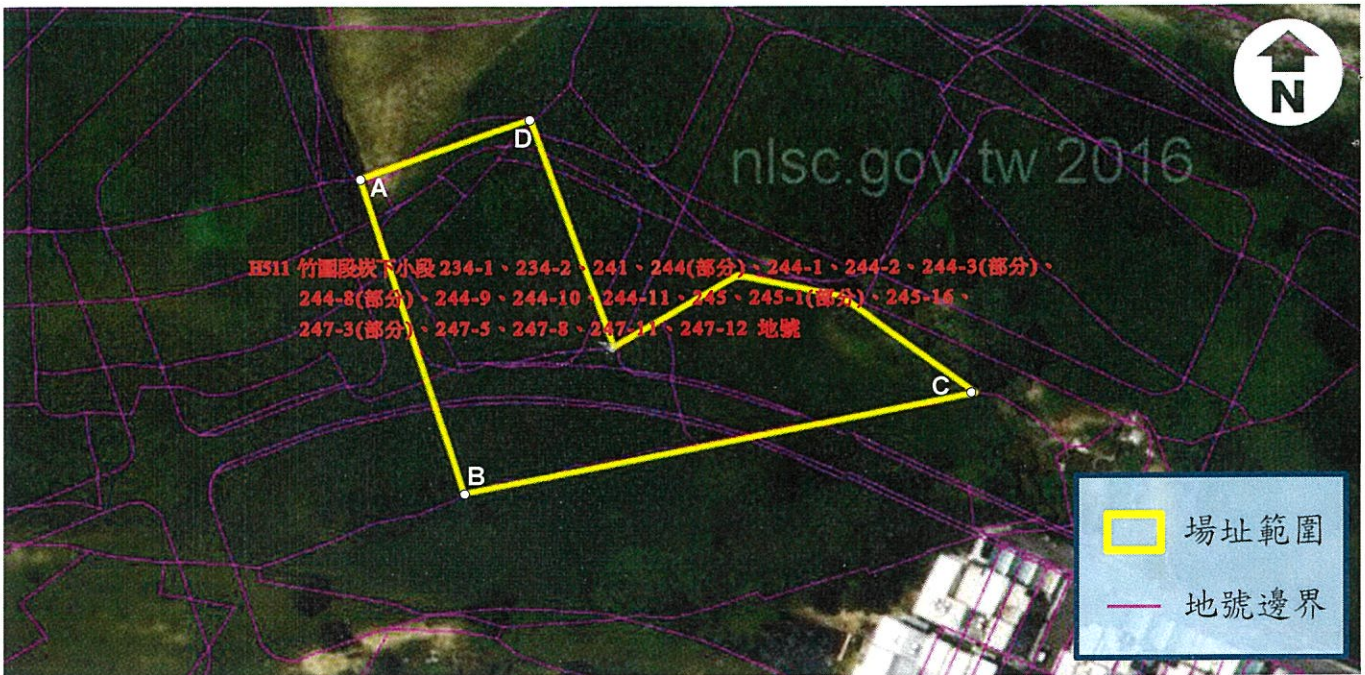 N
D
nlsc.gov.tw 2016
A
H511 竹圍段崁下小段 234-1、234-2、241、244(部分)、244-1、244-2、244-3(部分)、
244-8(部分)、244-9、244-10、244-11、245、245-1(部分)、245-16、
247-3(部分)、247-5、247-8、247-11、247-12 地號
C
B
場址範圍
地號邊界